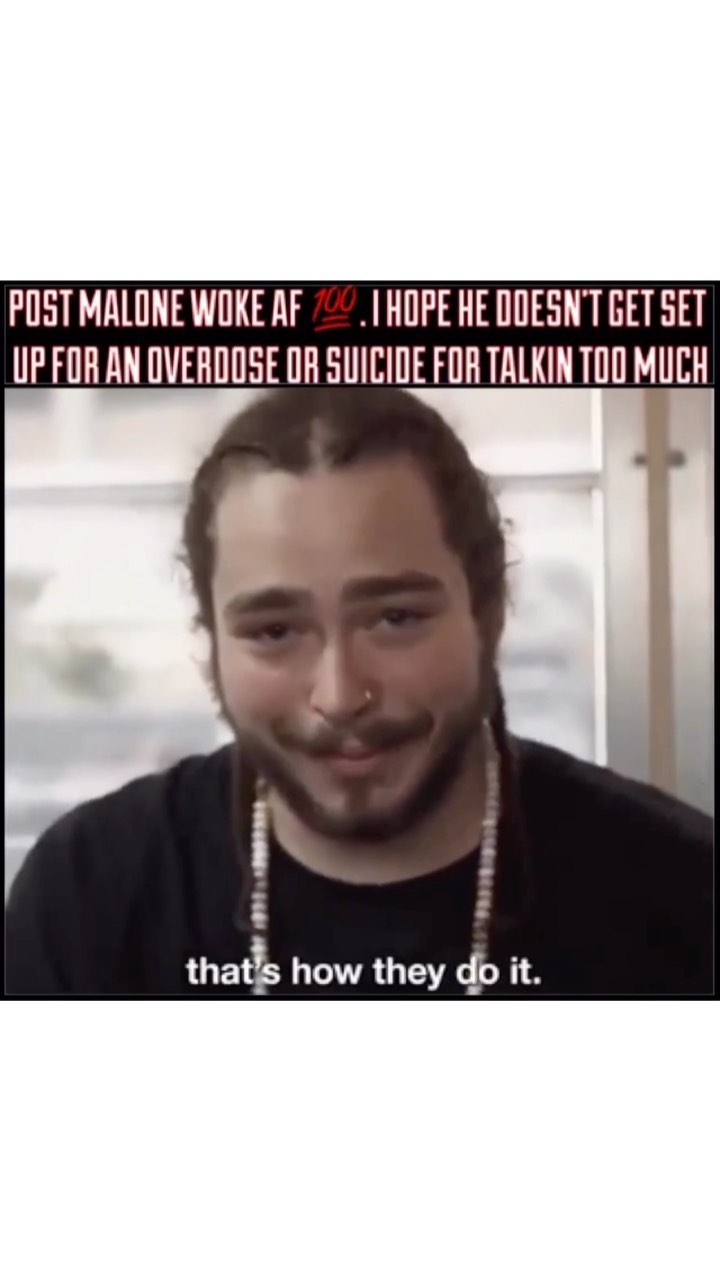 POST MALONE WOKE AF 💯. I HOPE HE DOESN'T GET SET
UP FOR AN OVERDOSE OR SUICIDE FOR TALKIN TOO MUCH
that's how they do it.